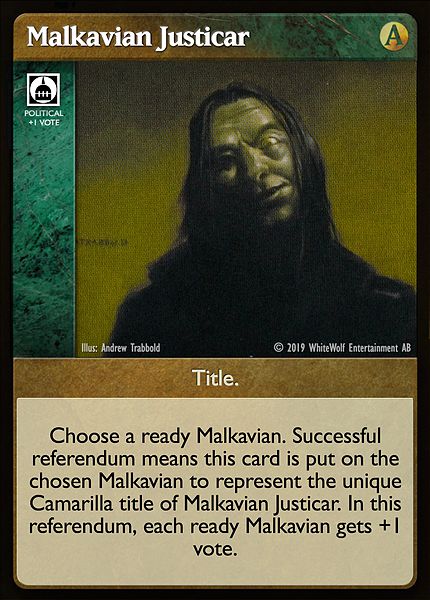 Malkavian Justicar
A
POLITICAL
+1 VOTE
Illus: Andrew Trabbold
© 2019 WhiteWolf Entertainment AB
Title.
Choose a ready Malkavian. Successful
referendum means this card is put on the
chosen Malkavian to represent the unique
Camarilla title of Malkavian Justicar. In this
referendum, each ready Malkavian gets +1
vote.